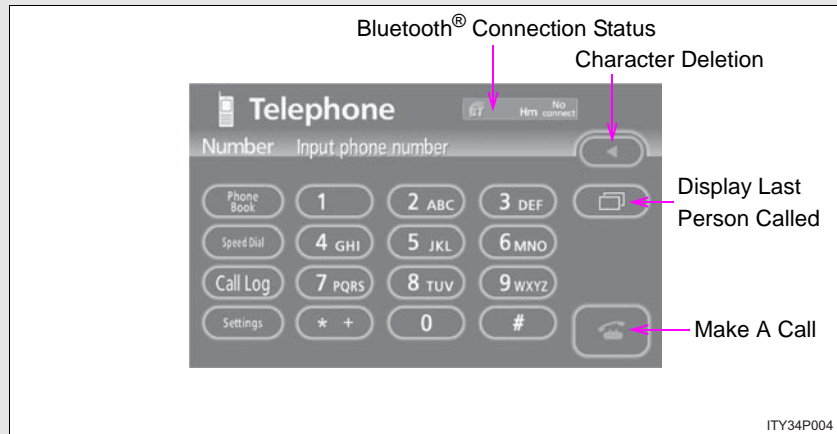 Bluetooth® Connection Status
Character Deletion
Telephone
BT Hm No connect
Number Input phone number
Phone Book 1 2 ABC 3 DEF
Display Last Person Called
Speed Dial 4 GHI 5 JKL 6 MNO
Call Log 7 PQRS 8 TUV 9 WXYZ
Settings * + 0 #
Make A Call
ITY34P004